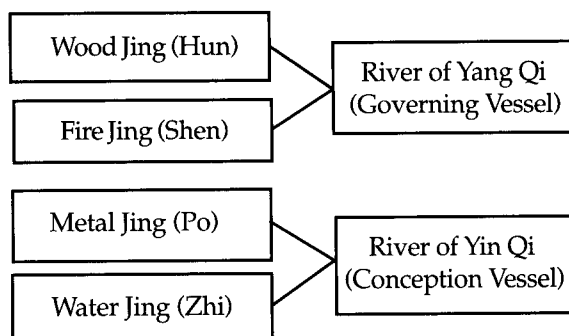 Wood Jing (Hun)
Fire Jing (Shen)
River of Yang Qi
(Governing Vessel)
Metal Jing (Po)
Water Jing (Zhi)
River of Yin Qi
(Conception Vessel)